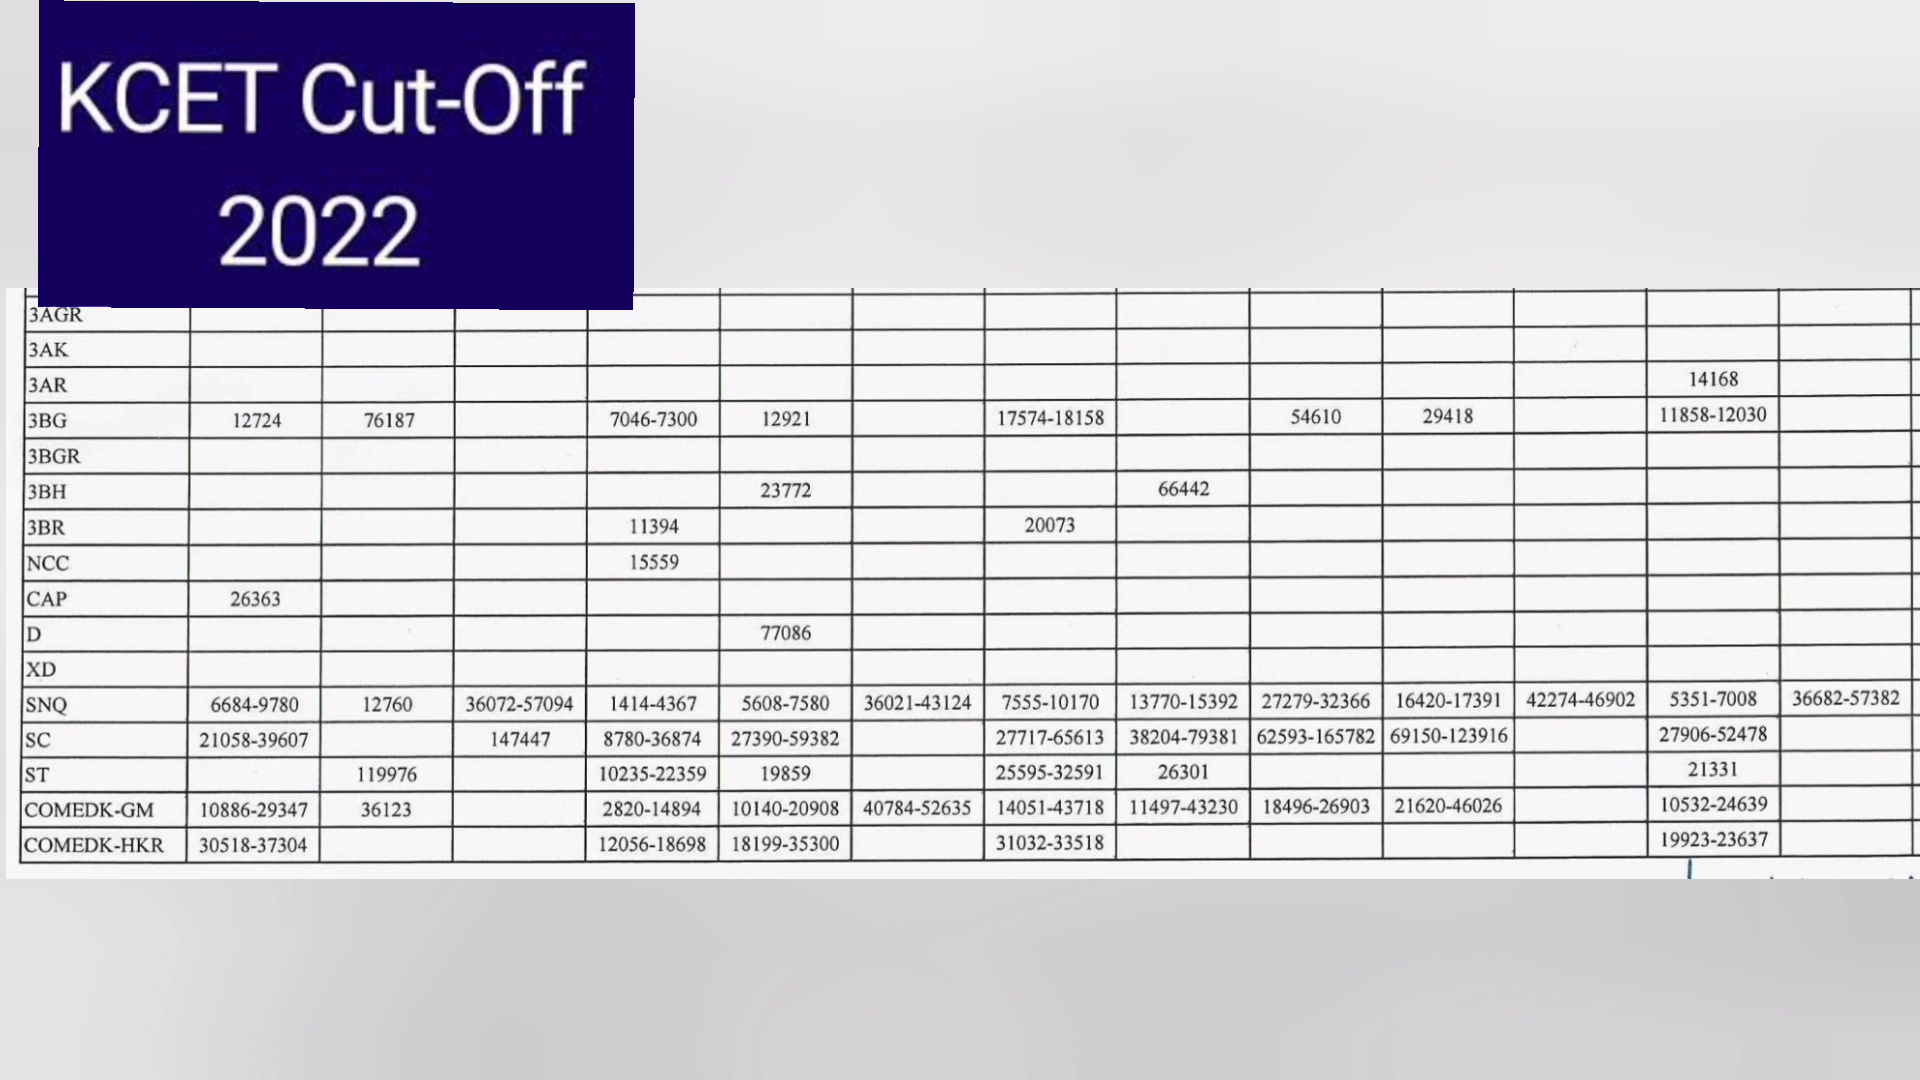 KCET Cut-Off
2022
3AGR
3AK
3AR 14168
3BG 12724 76187 7046-7300 12921 17574-18158 54610 29418 11858-12030
3BGR
3BH 23772 66442
3BR 11394 20073
NCC 15559
CAP 26363
D 77086
XD
SNQ 6684-9780 12760 36072-57094 1414-4367 5608-7580 36021-43124 7555-10170 13770-15392 27279-32366 16420-17391 42274-46902 5351-7008 36682-57382
SC 21058-39607 147447 8780-36874 27390-59382 27717-65613 38204-79381 62593-165782 69150-123916 27906-52478
ST 119976 10235-22359 19859 25595-32591 26301 21331
COMEDK-GM 10886-29347 36123 2820-14894 10140-20908 40784-52635 14051-43718 11497-43230 18496-26903 21620-46026 10532-24639
COMEDK-HKR 30518-37304 12056-18698 18199-35300 31032-33518 19923-23637